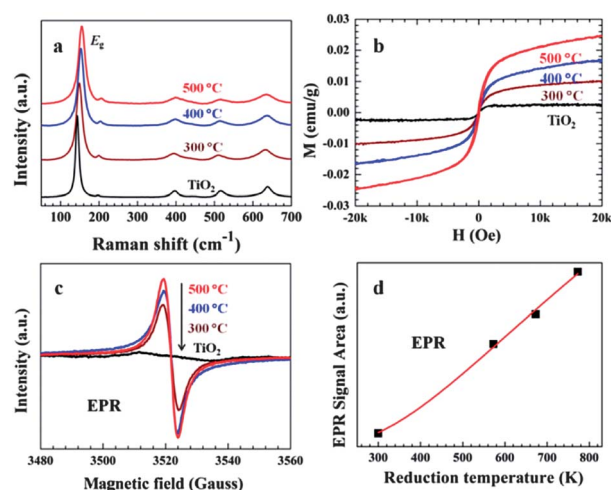 a
E_g
500 °C
400 °C
300 °C
TiO₂
Intensity (a.u.)
100 200 300 400 500 600 700
Raman shift (cm⁻¹)
b
0.03
0.02
0.01
0.00
-0.01
-0.02
-0.03
M (emu/g)
500 °C
400 °C
300 °C
TiO₂
-20k -10k 0 10k 20k
H (Oe)
c
500 °C
400 °C
300 °C
TiO₂
EPR
Intensity (a.u.)
3480 3500 3520 3540 3560
Magnetic field (Gauss)
d
EPR
EPR Signal Area (a.u.)
300 400 500 600 700 800
Reduction temperature (K)